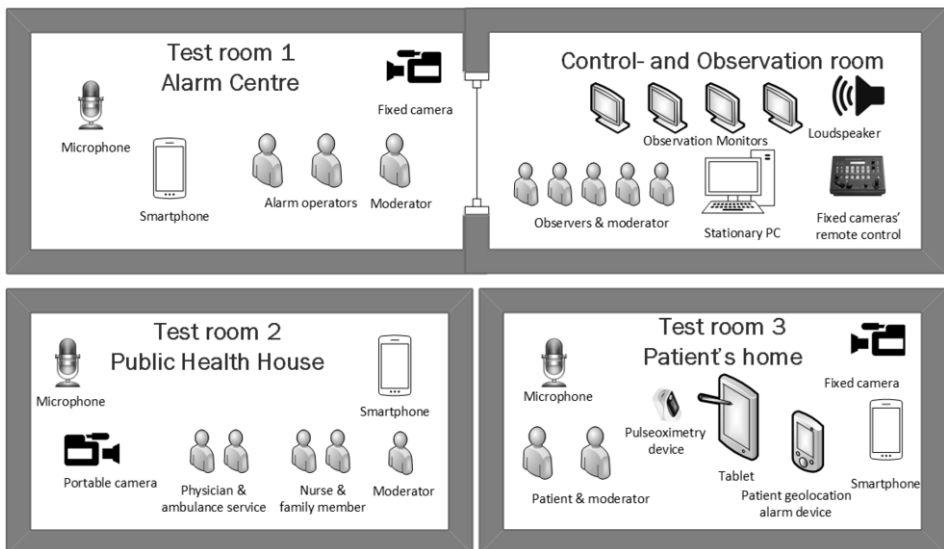 Test room 1
Alarm Centre
Fixed camera
Microphone
Smartphone
Alarm operators
Moderator
Control- and Observation room
Observation Monitors
Loudspeaker
Observers & moderator
Stationary PC
Fixed cameras'
remote control
Test room 2
Public Health House
Microphone
Smartphone
Portable camera
Physician &
ambulance service
Nurse &
family member
Moderator
Test room 3
Patient's home
Microphone
Fixed camera
Pulseoximetry
device
Tablet
Patient & moderator
Patient geolocation
alarm device
Smartphone